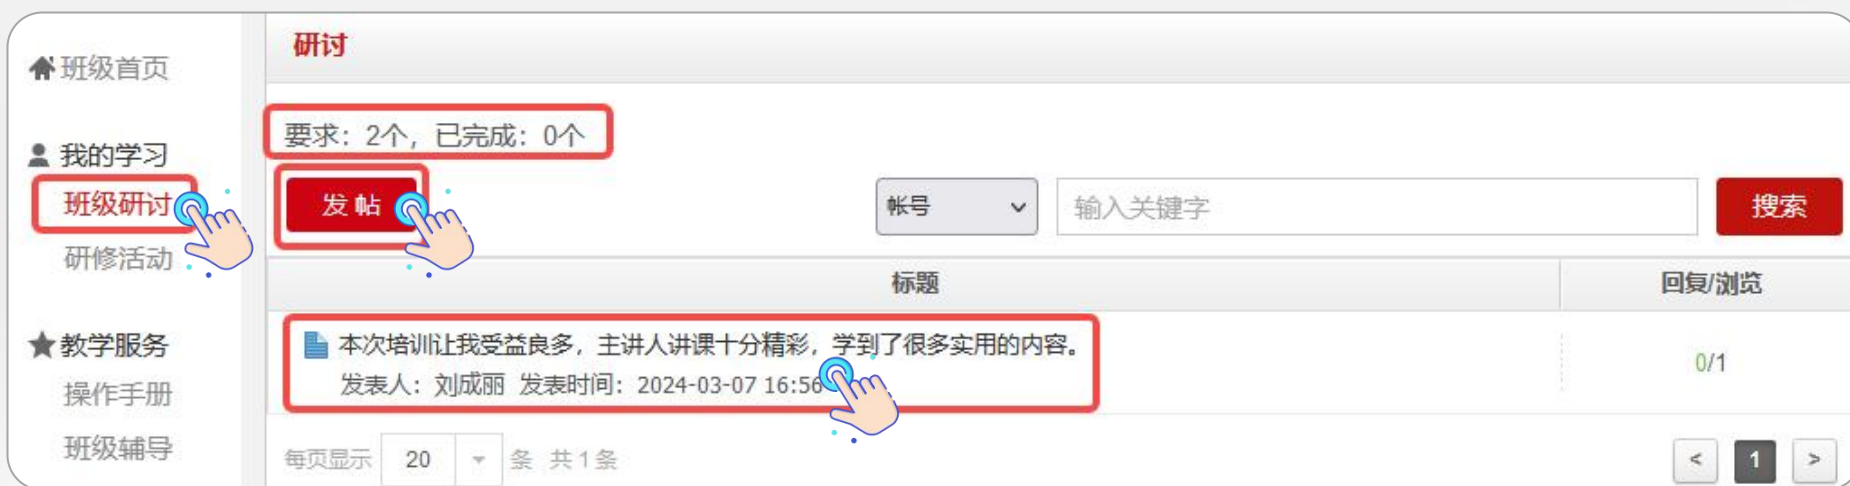 班级首页
我的学习
班级研讨
研修活动
教学服务
操作手册
班级辅导
研讨
要求：2个，已完成：0个
发帖
帐号
输入关键字
搜索
标题
回复/浏览
本次培训让我受益良多，主讲人讲课十分精彩，学到了很多实用的内容。
发表人：刘成丽 发表时间：2024-03-07 16:56
0/1
每页显示 20 条 共1条
< 1 >